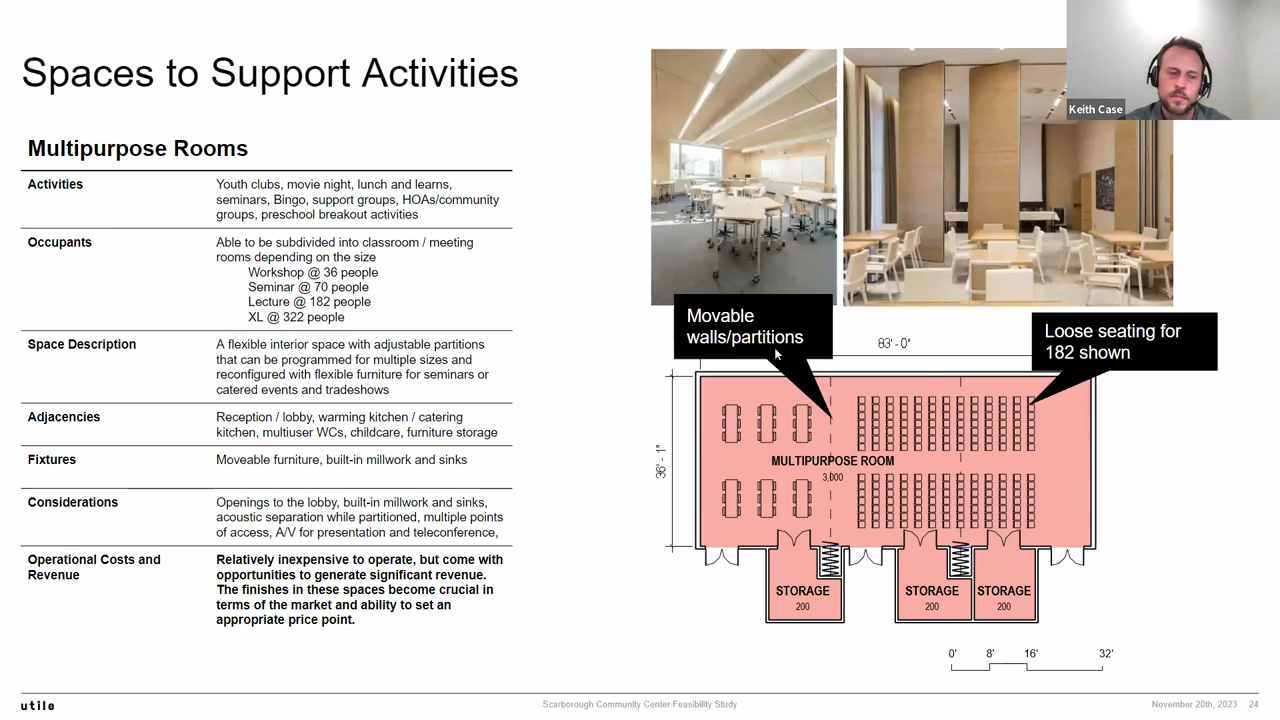 Spaces to Support Activities
Multipurpose Rooms
Activities
Youth clubs, movie night, lunch and learns,
seminars, Bingo, support groups, HOAs/community
groups, preschool breakout activities
Occupants
Able to be subdivided into classroom / meeting
rooms depending on the size
Workshop @ 36 people
Seminar @ 70 people
Lecture @ 182 people
XL @ 322 people
Space Description
A flexible interior space with adjustable partitions
that can be programmed for multiple sizes and
reconfigured with flexible furniture for seminars or
catered events and tradeshows
Adjacencies
Reception / lobby, warming kitchen / catering
kitchen, multiuser WCs, childcare, furniture storage
Fixtures
Moveable furniture, built-in millwork and sinks
Considerations
Openings to the lobby, built-in millwork and sinks,
acoustic separation while partitioned, multiple points
of access, A/V for presentation and teleconference,
Operational Costs and
Revenue
Relatively inexpensive to operate, but come with
opportunities to generate significant revenue.
The finishes in these spaces become crucial in
terms of the market and ability to set an
appropriate price point.
Keith Case
Movable
walls/partitions
Loose seating for
182 shown
83' - 0"
36' - 1"
MULTIPURPOSE ROOM
3,000
STORAGE
200
STORAGE
200
STORAGE
200
0' 8' 16' 32'
utile
Scarborough Community Center Feasibility Study
November 20th, 2023 24